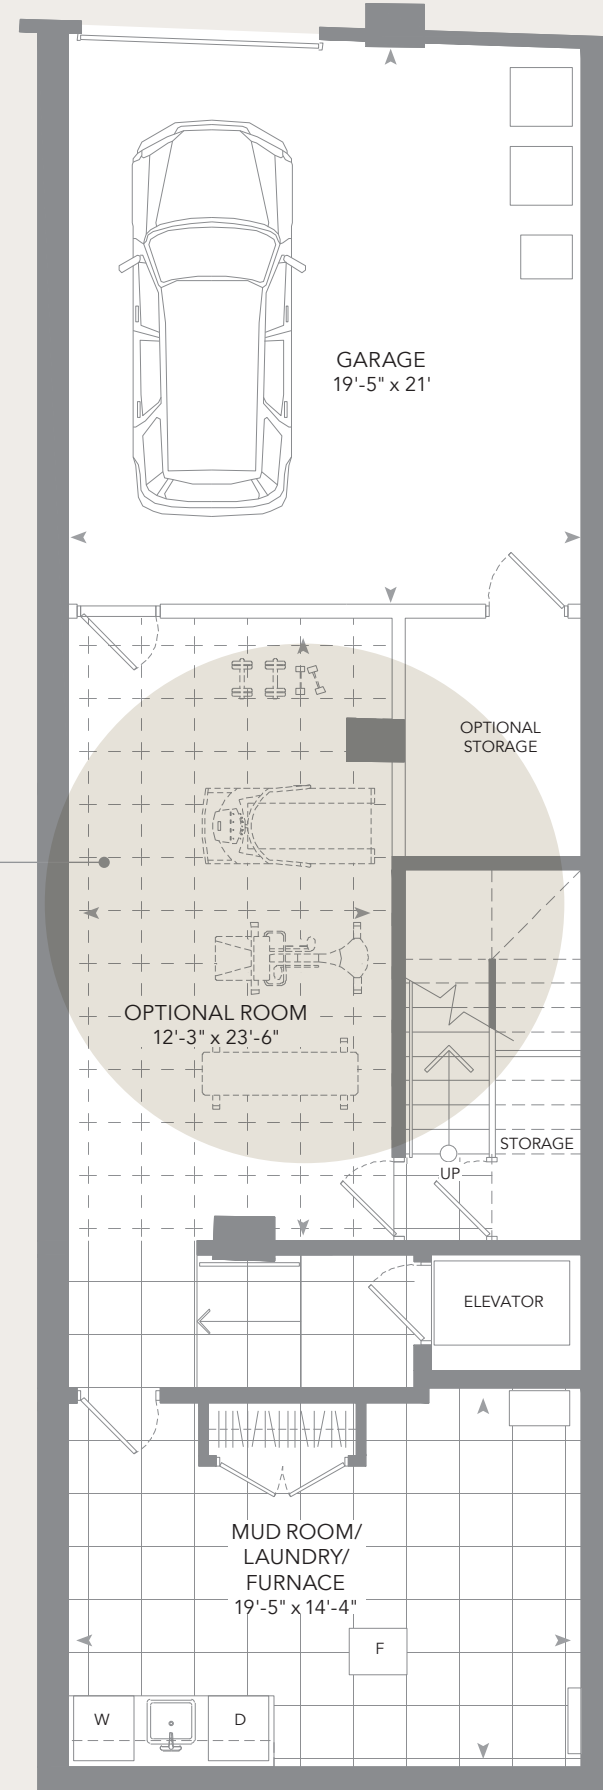 GARAGE
19'-5" x 21'
OPTIONAL
STORAGE
OPTIONAL ROOM
12'-3" x 23'-6"
STORAGE
UP
ELEVATOR
MUD ROOM/
LAUNDRY/
FURNACE
19'-5" x 14'-4"
F
W
D